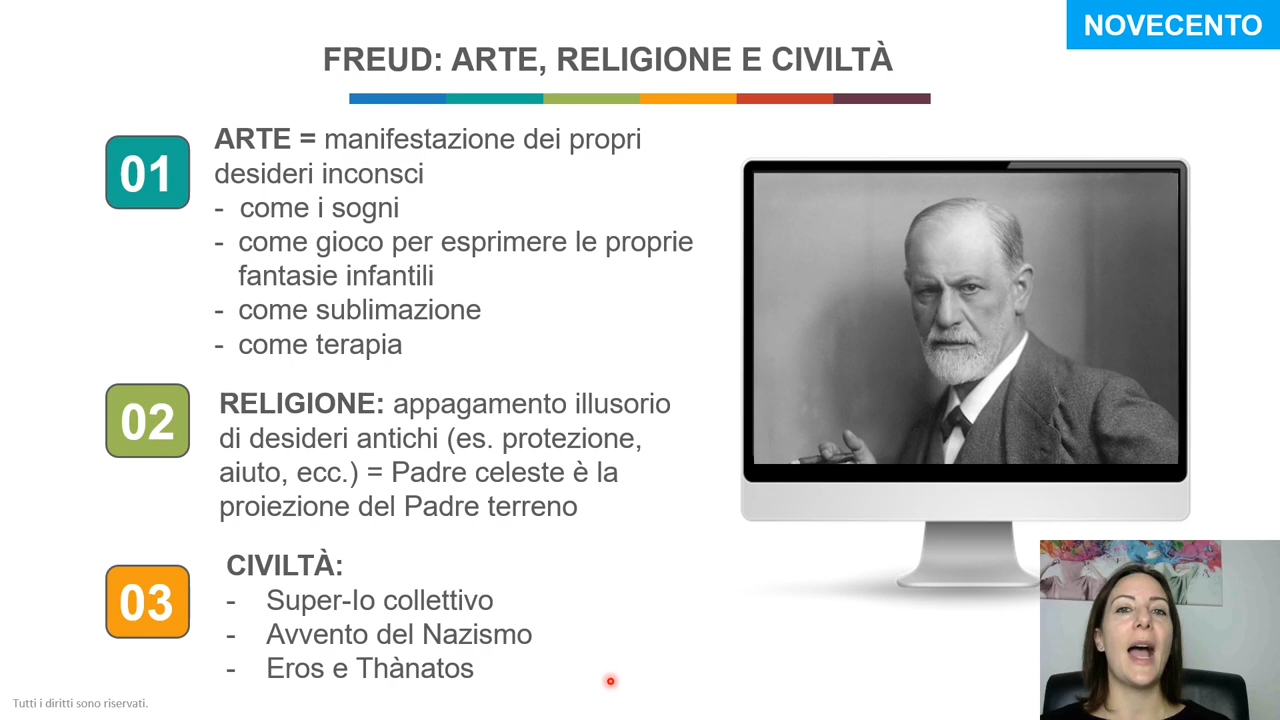 NOVECENTO
FREUD: ARTE, RELIGIONE E CIVILTÀ
01
ARTE = manifestazione dei propri
desideri inconsci
- come i sogni
- come gioco per esprimere le proprie
fantasie infantili
- come sublimazione
- come terapia
02
RELIGIONE: appagamento illusorio
di desideri antichi (es. protezione,
aiuto, ecc.) = Padre celeste è la
proiezione del Padre terreno
03
CIVILTÀ:
- Super-Io collettivo
- Avvento del Nazismo
- Eros e Thànatos
Tutti i diritti sono riservati.